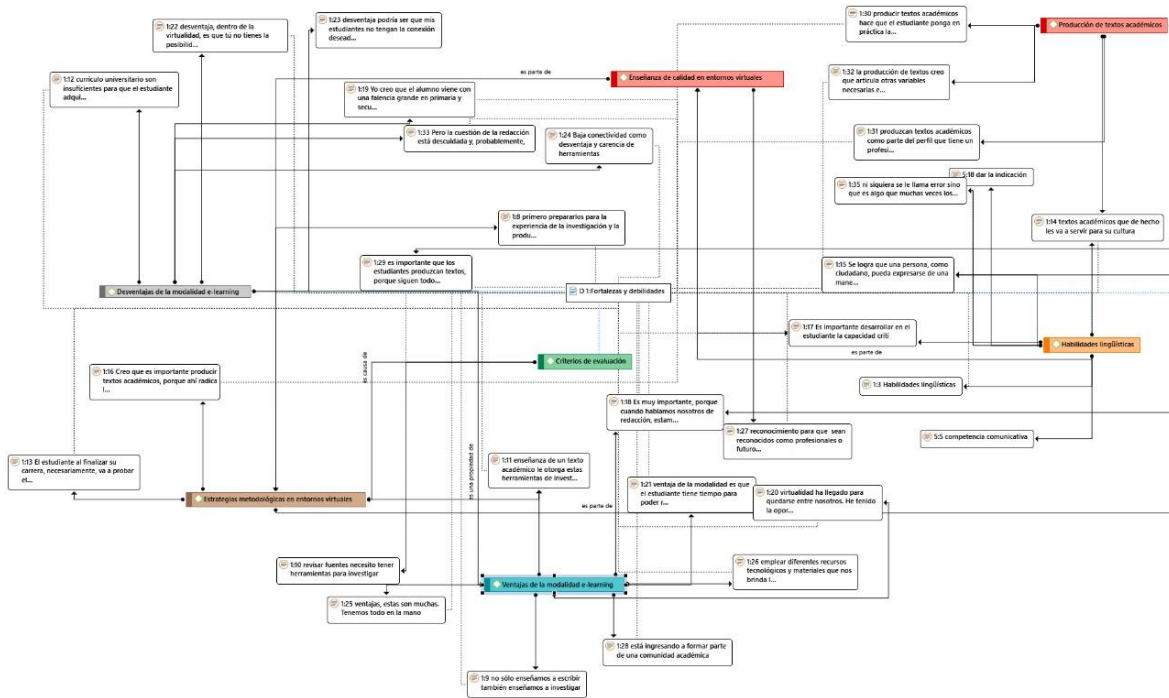 1:22 desventaja, dentro de la
virtualidad, es que tú no tienes la
posibilid...
1:23 desventaja podría ser que mis
estudiantes no tengan la conexión
desead...
1:30 producir textos académicos
hace que el estudiante ponga en
práctica la...
Producción de textos académicos
1:12 currículo universitario son
insuficientes para que el estudiante
adqui...
es parte de
Enseñanza de calidad en entornos virtuales
1:32 la producción de textos creo
que articula otras variables
necesarias e...
1:19 Yo creo que el alumno viene con
una falencia grande en primaria y
secu...
1:33 Pero la cuestión de la redacción
está descuidada y, probablemente,
1:24 Baja conectividad como
desventaja y carencia de
herramientas
1:31 produzcan textos académicos
como parte del perfil que tiene un
profesi...
5:18 dar la indicación
1:35 ni siquiera se le llama error sino
que es algo que muchas veces los...
1:8 primero prepararlos para la
experiencia de la investigación y la
produ...
1:14 textos académicos que de hecho
les va a servir para su cultura
1:29 es importante que los
estudiantes produzcan textos,
porque siguen todo...
1:15 Se logra que una persona, como
ciudadano, pueda expresarse de una
mane...
Desventajas de la modalidad e-learning
D 1:Fortalezas y debilidades
1:17 Es importante desarrollar en el
estudiante la capacidad críti
Habilidades lingüísticas
es parte de
Criterios de evaluación
es causa de
1:16 Creo que es importante producir
textos académicos, porque ahí radica
l...
1:3 Habilidades lingüísticas
1:18 Es muy importante, porque
cuando hablamos nosotros de
redacción, estam...
1:27 reconocimiento para que sean
reconocidos como profesionales o
futuro...
5:5 competencia comunicativa
1:13 El estudiante al finalizar su
carrera, necesariamente, va a probar
el...
1:11 enseñanza de un texto
académico le otorga estas
herramientas de invest...
es una propiedad de
1:21 ventaja de la modalidad es que
el estudiante tiene tiempo para
poder r...
1:20 virtualidad ha llegado para
quedarse entre nosotros. He tenido
la opor...
Estrategias metodológicas en entornos virtuales
es parte de
1:10 revisar fuentes necesito tener
herramientas para investigar
1:26 emplear diferentes recursos
tecnológicos y materiales que nos
brinda l...
Ventajas de la modalidad e-learning
1:25 ventajas, estas son muchas.
Tenemos todo en la mano
1:28 está ingresando a formar parte
de una comunidad académica
1:9 no sólo enseñamos a escribir
también enseñamos a investigar